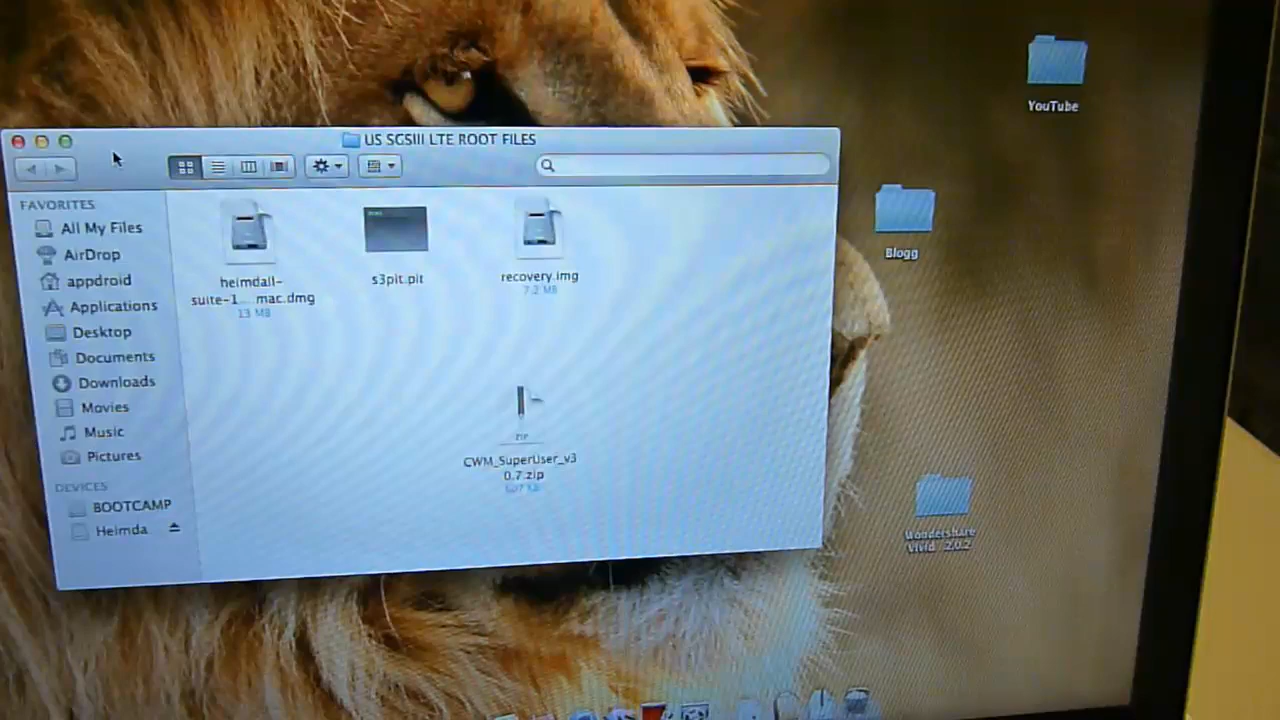 YouTube
US SGSIII LTE ROOT FILES
FAVORITES
All My Files
AirDrop
appdroid
Applications
Desktop
Documents
Downloads
Movies
Music
Pictures
DEVICES
BOOTCAMP
Heimda
heimdall-
suite-1... mac.dmg
13 MB
s3pit.pit
recovery.img
7.2 MB
ZIP
CWM_SuperUser_v3
0.7.zip
Blogg
Wondershare
Vivid 2.0.2